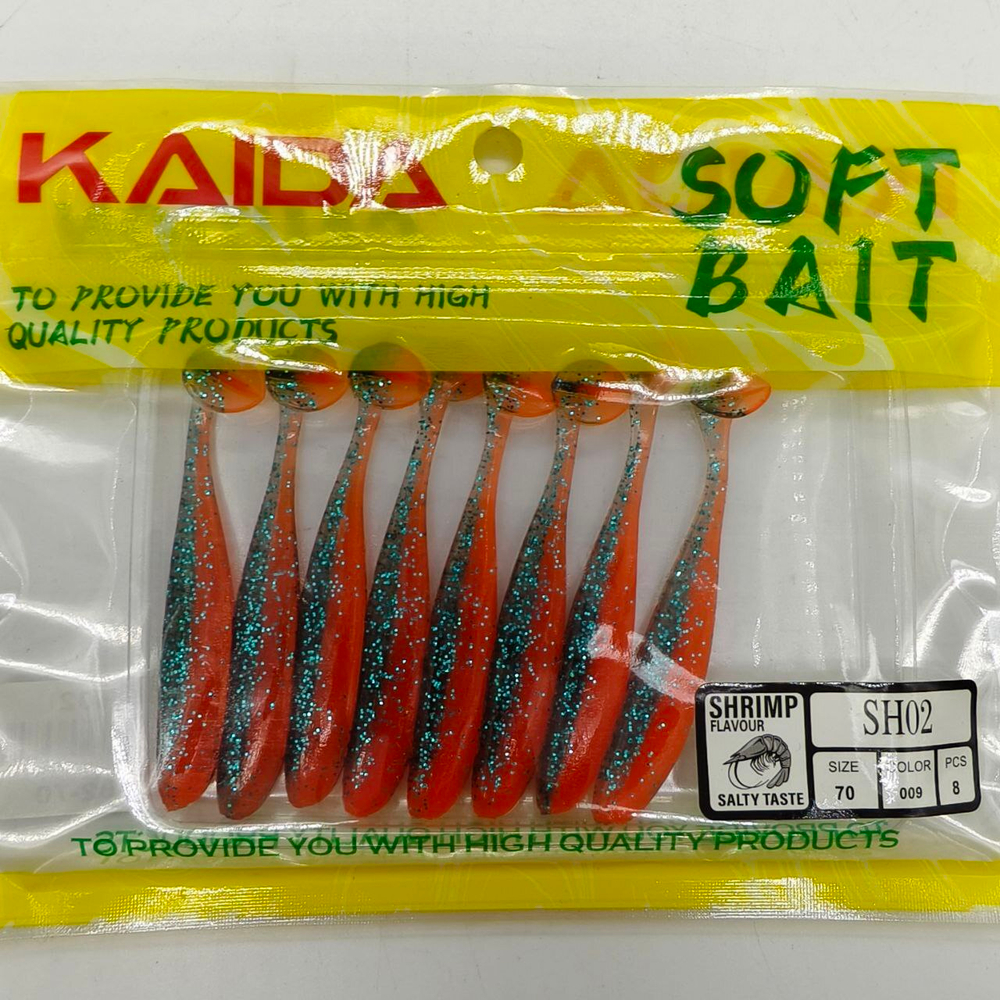 KAIDA
SOFT
BAIT
TO PROVIDE YOU WITH HIGH
QUALITY PRODUCTS
SHRIMP
FLAVOUR
SALTY TASTE
SH02
SIZE
70
COLOR
009
PCS
8
TO PROVIDE YOU WITH HIGH QUALITY PRODUCTS